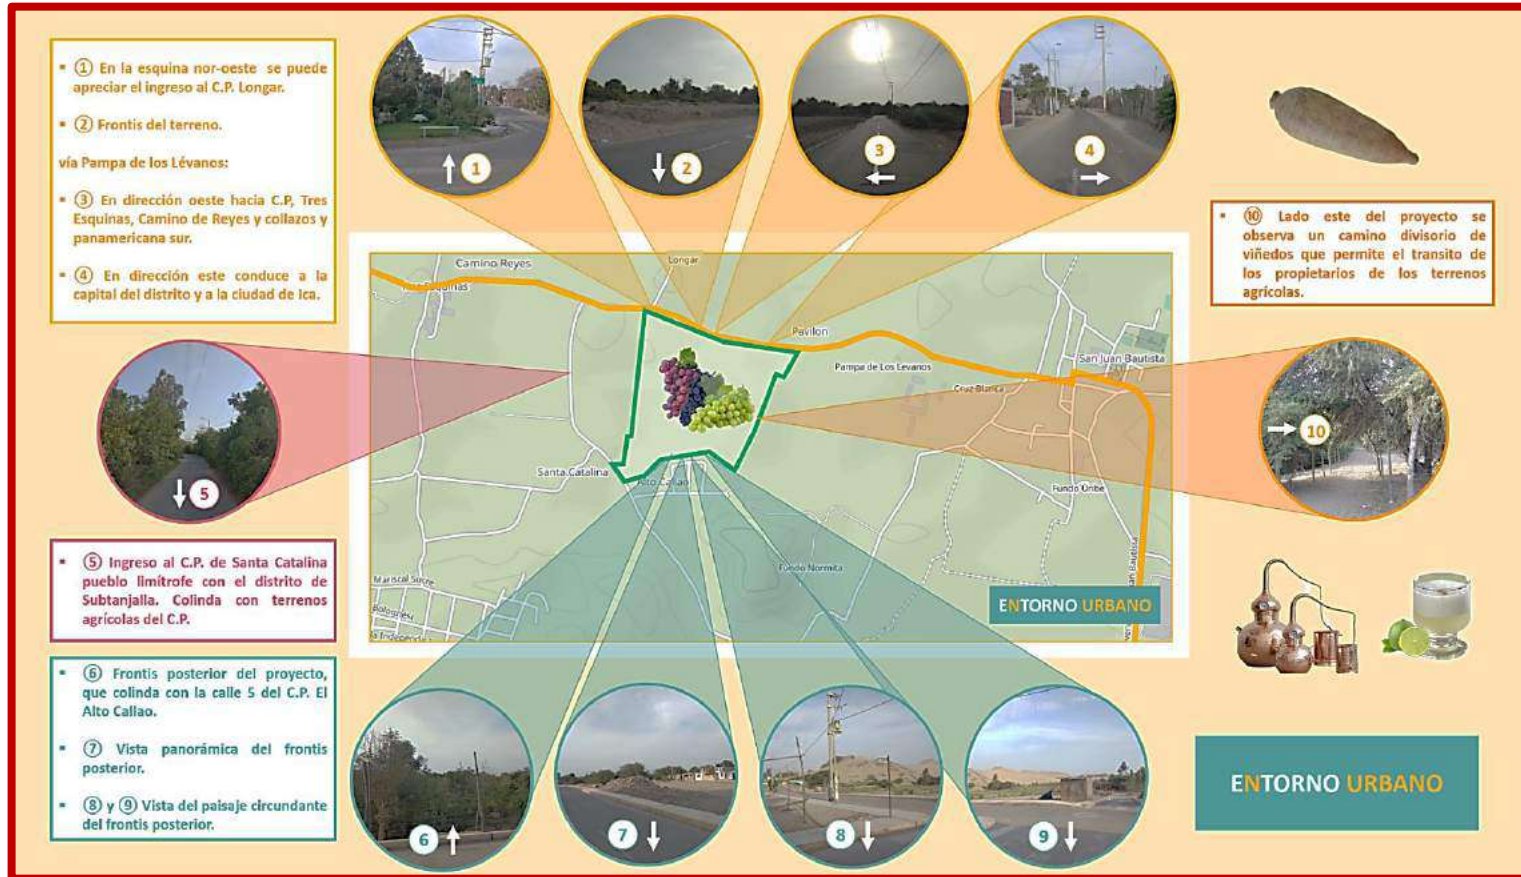 ① En la esquina nor-oeste se puede
apreciar el ingreso al C.P. Longar.
② Frontis del terreno.
vía Pampa de los Lévanos:
③ En dirección oeste hacia C.P, Tres
Esquinas, Camino de Reyes y collazos y
panamericana sur.
④ En dirección este conduce a la
capital del distrito y a la ciudad de Ica.
1
2
3
4
⑩ Lado este del proyecto se
observa un camino divisorio de
viñedos que permite el transito de
los propietarios de los terrenos
agrícolas.
Camino Reyes
Longar
Esquinas
Pavilon
Pampa de Los Levanos
San Juan Bautista
Cruz Blanca
Santa Catalina
Alto Callao
Fundo Uribe
Fundo Normita
Mariscal Sucre
Bolognesi
Bautista
ENTORNO URBANO
5
10
⑤ Ingreso al C.P. de Santa Catalina
pueblo limítrofe con el distrito de
Subtanjalla. Colinda con terrenos
agrícolas del C.P.
⑥ Frontis posterior del proyecto,
que colinda con la calle 5 del C.P. El
Alto Callao.
⑦ Vista panorámica del frontis
posterior.
⑧ y ⑨ Vista del paisaje circundante
del frontis posterior.
6
7
8
9
ENTORNO URBANO